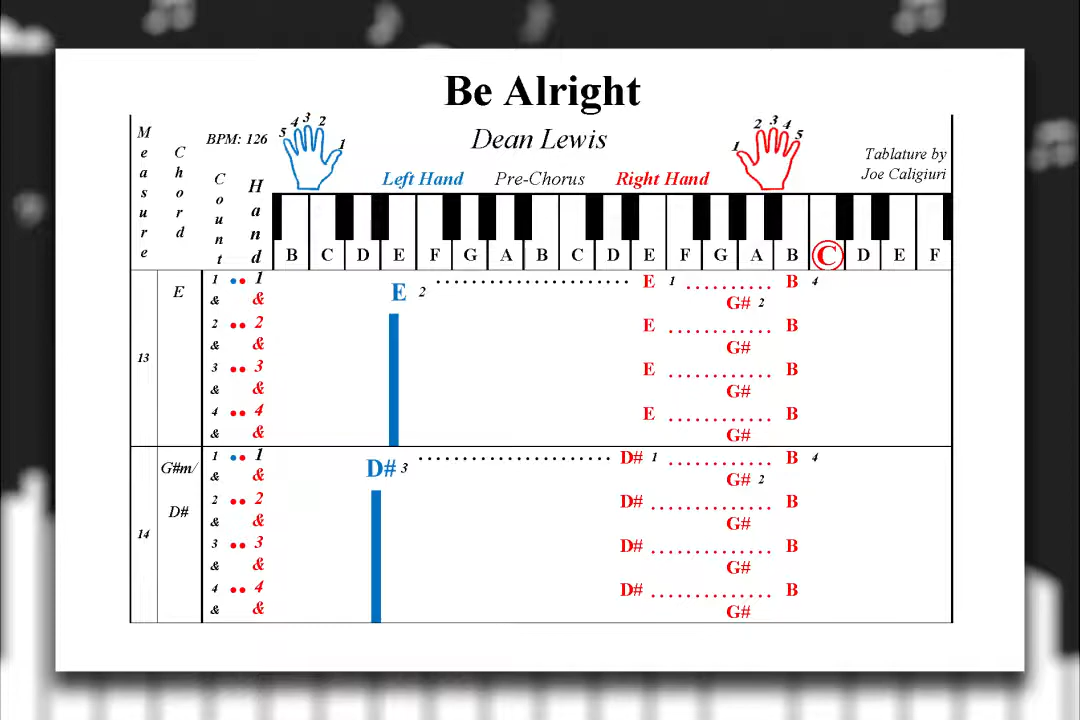 Be Alright
Dean Lewis
BPM: 126
5 4 3 2 1
1 2 3 4 5
Tablature by
Joe Caligiuri
Measure
Chord
Count
Hand
Left Hand Pre-Chorus Right Hand
B C D E F G A B C D E F G A B C D E F
13
E
1 1 E 2 E 1 B 4
& & G# 2
2 2 E B
& & G#
3 3 E B
& & G#
4 4 E B
& & G#
14
G#m/
D#
1 1 D# 3 D# 1 B 4
& & G# 2
2 2 D# B
& & G#
3 3 D# B
& & G#
4 4 D# B
& & G#